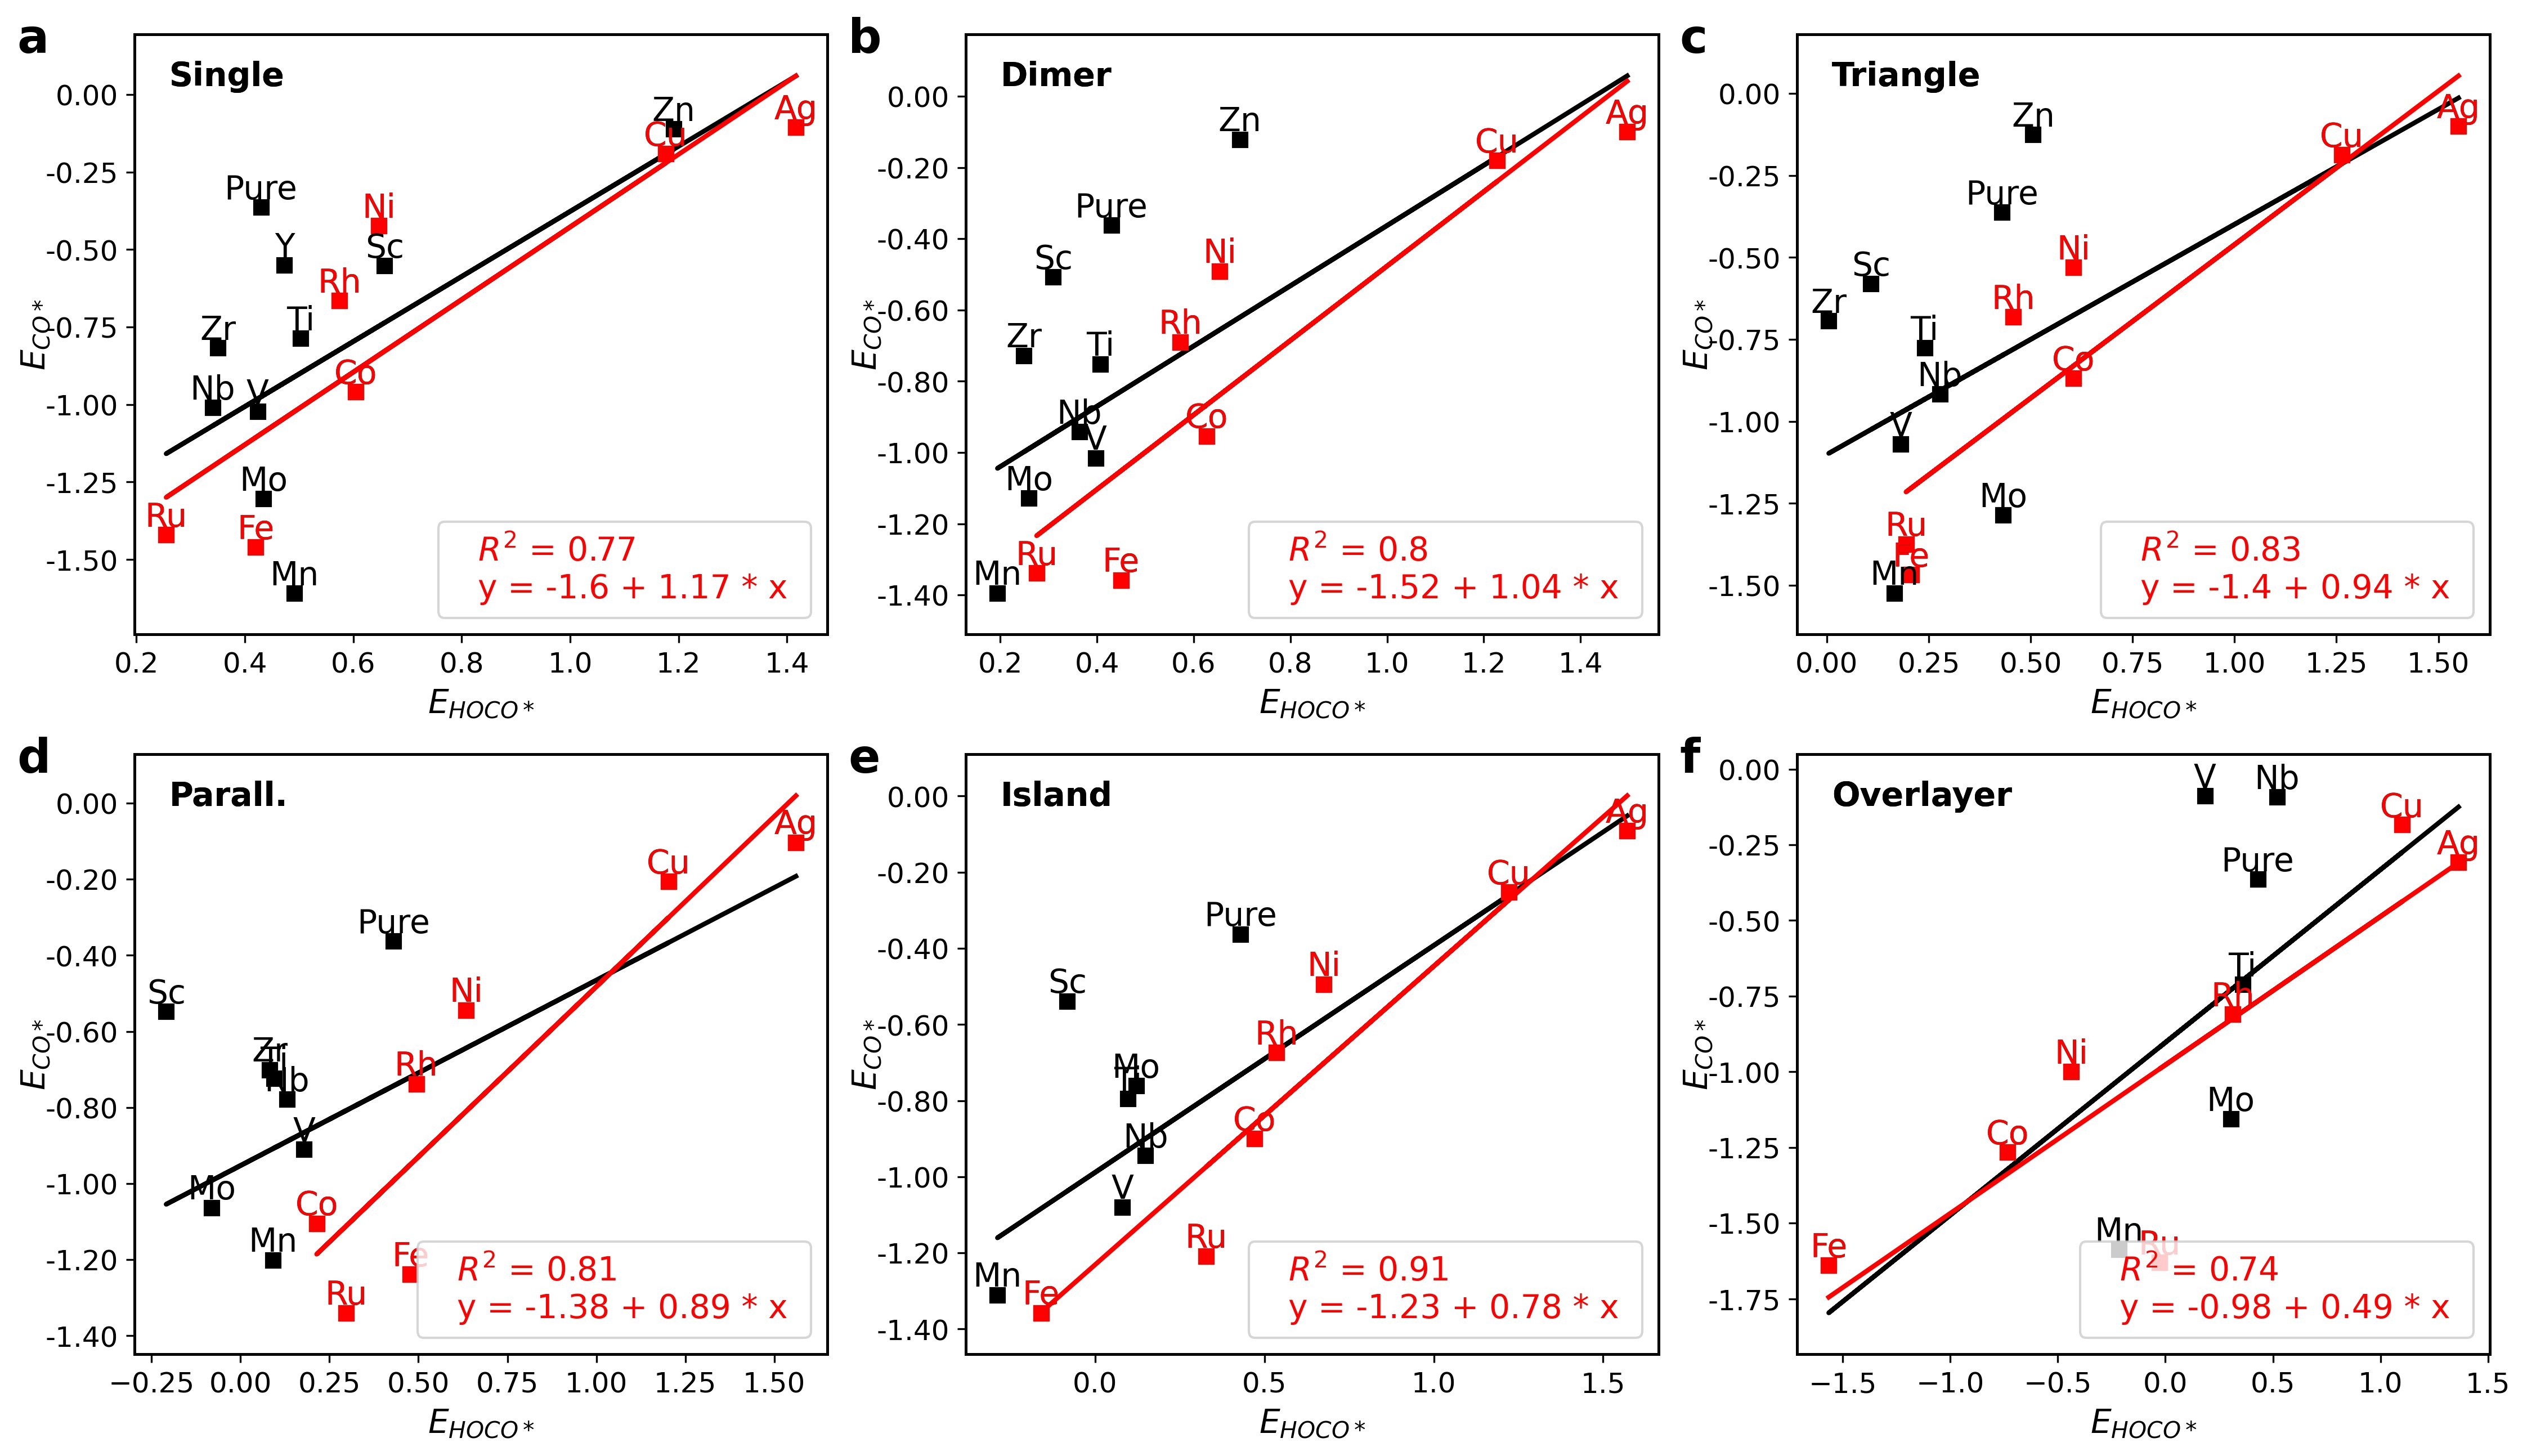 a
Single
Zn
Cu
Ag
Pure
Ni
Y
Sc
Rh
Ti
Zr
Co
Nb
V
Mo
Ru
Fe
Mn
R² = 0.77
y = -1.6 + 1.17 * x
0.00
-0.25
-0.50
-0.75
-1.00
-1.25
-1.50
E_CO*
0.2 0.4 0.6 0.8 1.0 1.2 1.4
E_HOCO*
b
Dimer
Zn
Ag
Cu
Pure
Ni
Sc
Rh
Zr
Ti
Nb
Co
V
Mo
Mn
Ru
Fe
R² = 0.8
y = -1.52 + 1.04 * x
0.00
-0.20
-0.40
-0.60
-0.80
-1.00
-1.20
-1.40
E_CO*
0.2 0.4 0.6 0.8 1.0 1.2 1.4
E_HOCO*
c
Triangle
Zn
Ag
Cu
Pure
Ni
Sc
Rh
Zr
Ti
Co
Nb
V
Mo
Ru
Fe
Mn
R² = 0.83
y = -1.4 + 0.94 * x
0.00
-0.25
-0.50
-0.75
-1.00
-1.25
-1.50
E_CO*
0.00 0.25 0.50 0.75 1.00 1.25 1.50
E_HOCO*
d
Parall.
Ag
Cu
Pure
Ni
Sc
Zr
Ti
Nb
Rh
V
Mo
Co
Mn
Fe
Ru
R² = 0.81
y = -1.38 + 0.89 * x
0.00
-0.20
-0.40
-0.60
-0.80
-1.00
-1.20
-1.40
E_CO*
−0.25 0.00 0.25 0.50 0.75 1.00 1.25 1.50
E_HOCO*
e
Island
Ag
Cu
Pure
Ni
Sc
Rh
Mo
Ti
Co
Nb
V
Ru
Mn
Fe
R² = 0.91
y = -1.23 + 0.78 * x
0.00
-0.20
-0.40
-0.60
-0.80
-1.00
-1.20
-1.40
E_CO*
0.0 0.5 1.0 1.5
E_HOCO*
f
Overlayer
V
Nb
Cu
Ag
Pure
Ti
Rh
Ni
Mo
Co
Mn
Ru
Fe
R² = 0.74
y = -0.98 + 0.49 * x
0.00
-0.25
-0.50
-0.75
-1.00
-1.25
-1.50
-1.75
E_CO*
−1.5 −1.0 −0.5 0.0 0.5 1.0 1.5
E_HOCO*